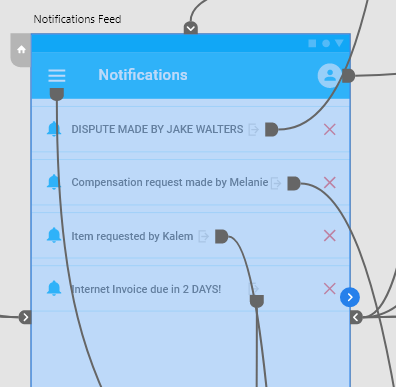 Notifications Feed
Notifications
DISPUTE MADE BY JAKE WALTERS
Compensation request made by Melanie
Item requested by Kalem
Internet Invoice due in 2 DAYS!